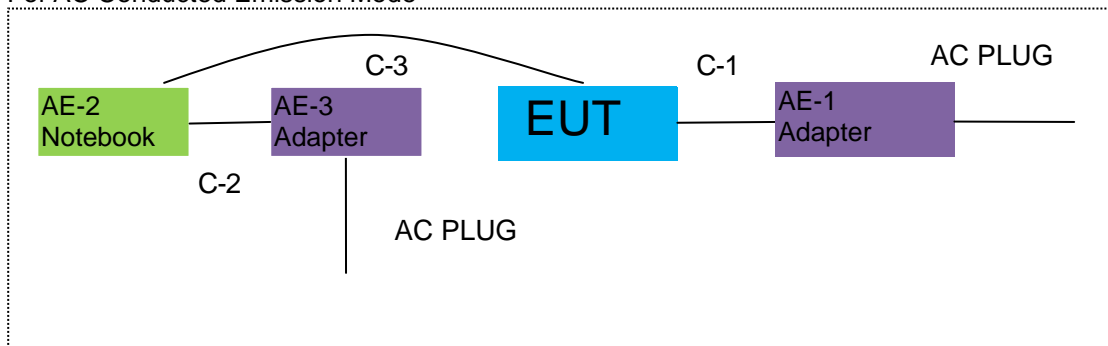 For AC Conducted Emission Mode
C-3
C-1
AC PLUG
AE-2
Notebook
AE-3
Adapter
EUT
AE-1
Adapter
C-2
AC PLUG